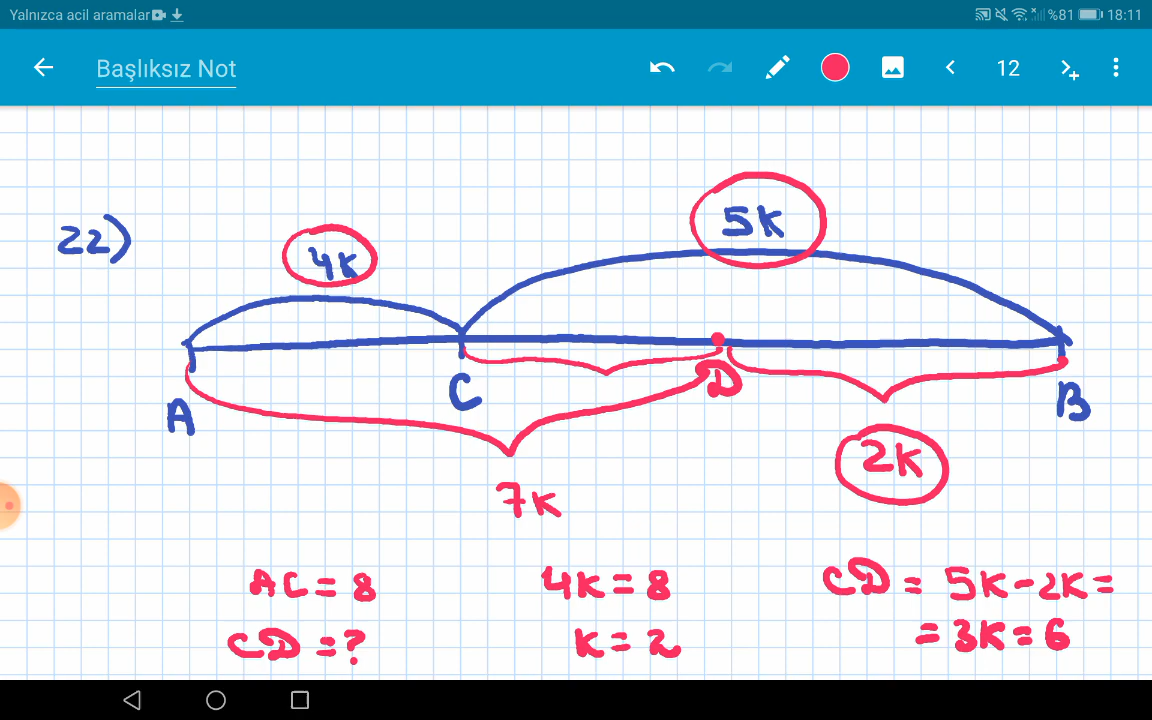 Yalnızca acil aramalar %81 18:11
Başlıksız Not 12
22)
4k
5k
A C D B
2k
7k
AC = 8
CD = ?
4k = 8
k = 2
CD = 5k - 2k =
= 3k = 6